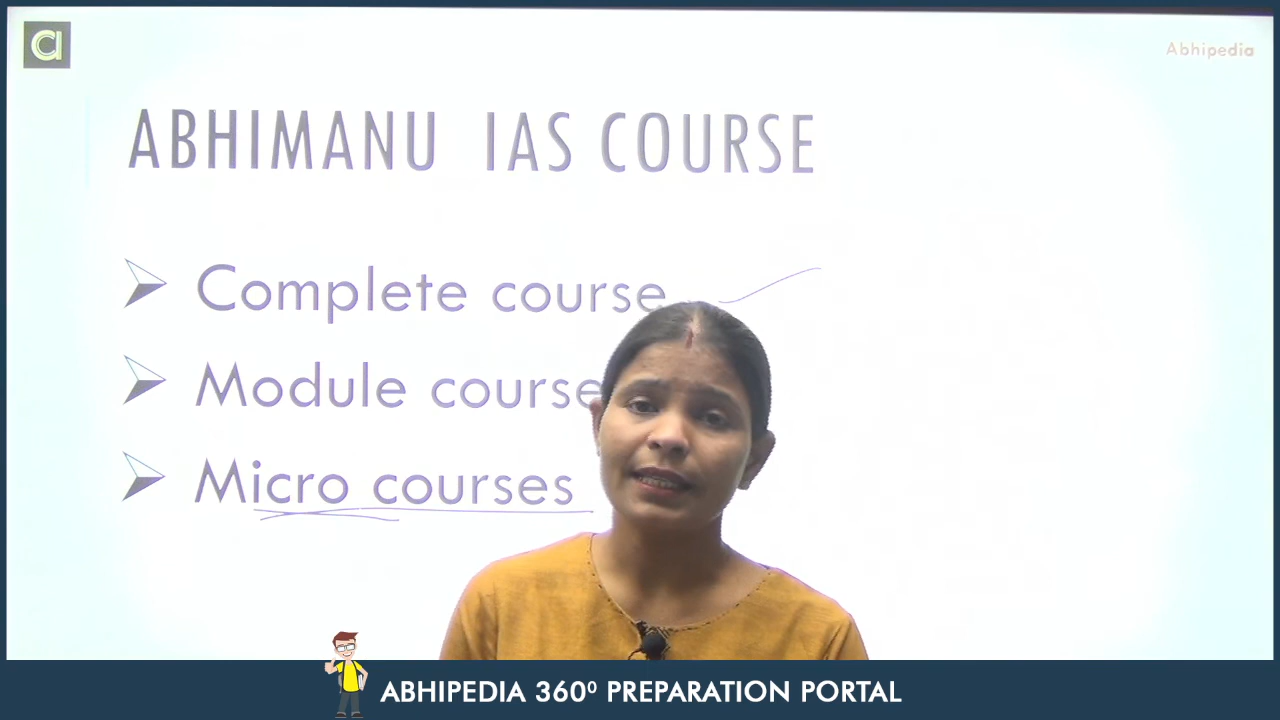 a
Abhipedia
ABHIMANU IAS COURSE
Complete course
Module course
Micro courses
ABHIPEDIA 360⁰ PREPARATION PORTAL